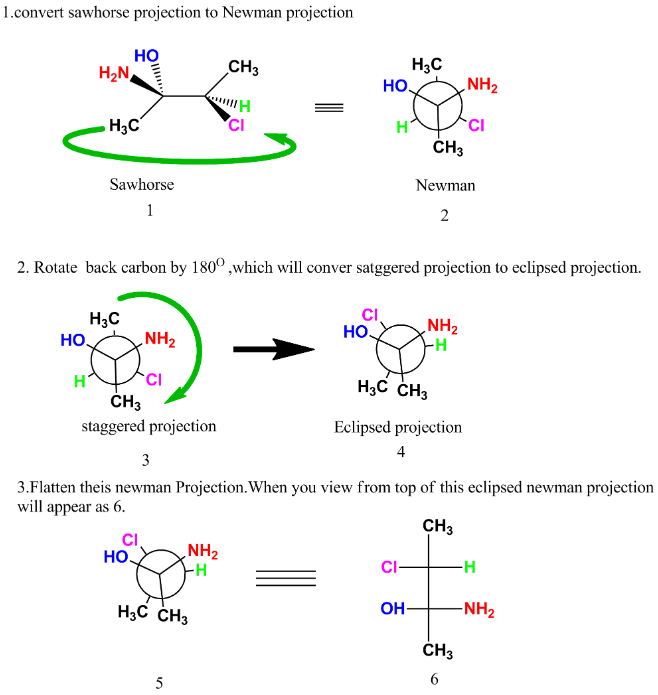 1.convert sawhorse projection to Newman projection
HO
H2N
CH3
H
H3C
Cl
H3C
HO
NH2
H
Cl
CH3
Sawhorse
Newman
1
2
2. Rotate back carbon by 180O ,which will conver satggered projection to eclipsed projection.
H3C
HO
NH2
H
Cl
CH3
Cl
HO
NH2
H
H3C
CH3
staggered projection
Eclipsed projection
3
4
3.Flatten theis newman Projection.When you view from top of this eclipsed newman projection
will appear as 6.
Cl
HO
NH2
H
H3C
CH3
CH3
Cl
H
OH
NH2
CH3
5
6